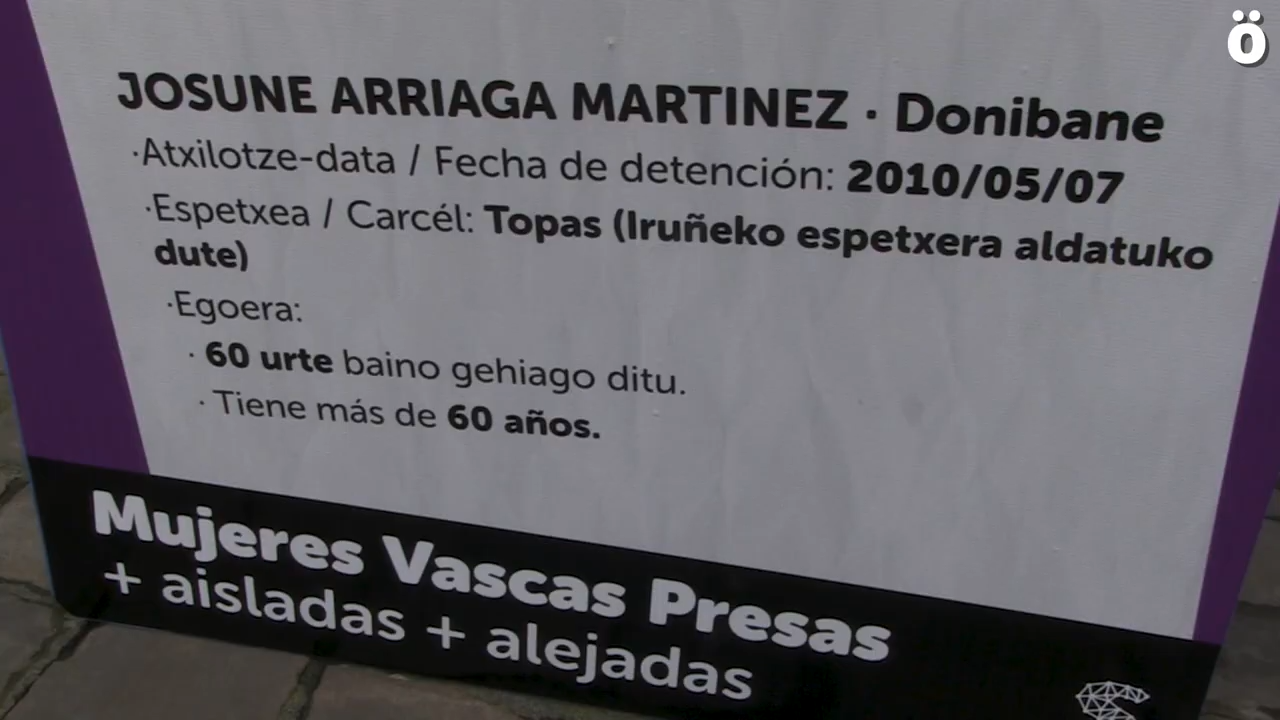 ö
JOSUNE ARRIAGA MARTINEZ · Donibane
·Atxilotze-data / Fecha de detención: 2010/05/07
·Espetxea / Carcél: Topas (Iruñeko espetxera aldatuko
dute)
·Egoera:
· 60 urte baino gehiago ditu.
· Tiene más de 60 años.
Mujeres Vascas Presas
+ aisladas + alejadas